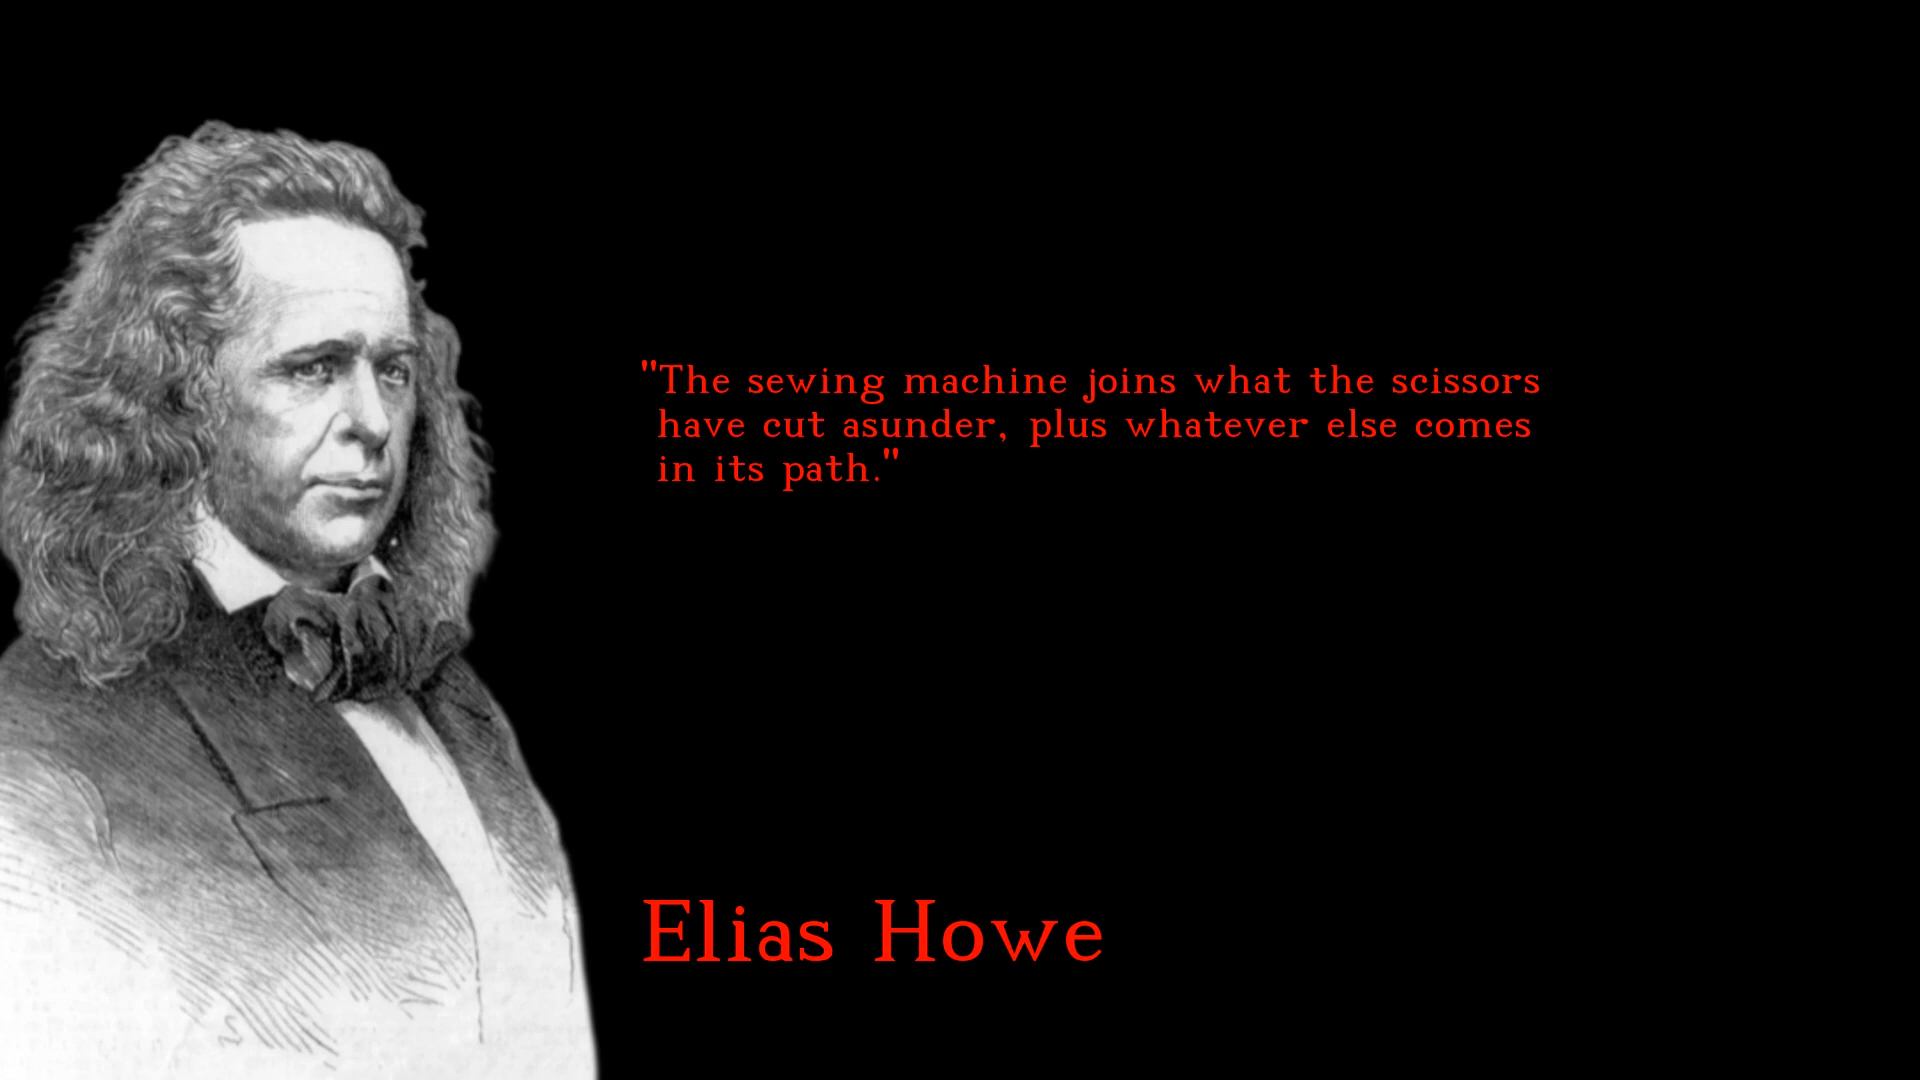 "The sewing machine joins what the scissors
have cut asunder, plus whatever else comes
in its path."
Elias Howe